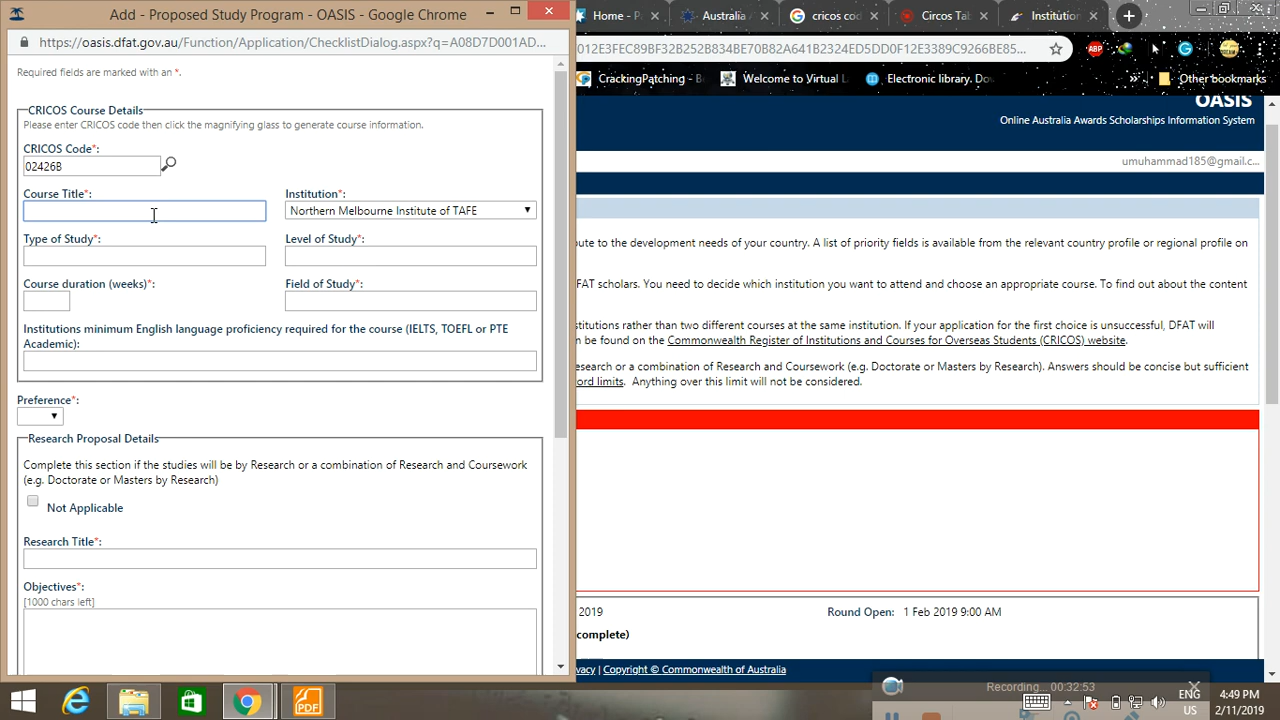 Add - Proposed Study Program - OASIS - Google Chrome
https://oasis.dfat.gov.au/Function/Application/ChecklistDialog.aspx?q=A08D7D001D...
Required fields are marked with an *.
CRICOS Course Details
Please enter CRICOS code then click the magnifying glass to generate course information.
CRICOS Code*:
02426B
Course Title*:
Institution*:
Northern Melbourne Institute of TAFE
Type of Study*:
Level of Study*:
Course duration (weeks)*:
Field of Study*:
Institutions minimum English language proficiency required for the course (IELTS, TOEFL or PTE
Academic):
Preference*:
Research Proposal Details
Complete this section if the studies will be by Research or a combination of Research and Coursework
(e.g. Doctorate or Masters by Research)
Not Applicable
Research Title*:
Objectives*:
[1000 chars left]
Home - P
Australia
cricos cod
Circos Tab
Institution
012E3FEC89BF32B252B834BE70B82A641B2324ED5DD0F12E3389C9266BE85...
ABP
CrackingPatching - B
Welcome to Virtual L
Electronic library. Do
»
Other bookmarks
OASIS
Online Australia Awards Scholarships Information System
umuhammad185@gmail.c...
ute to the development needs of your country. A list of priority fields is available from the relevant country profile or regional profile on
FAT scholars. You need to decide which institution you want to attend and choose an appropriate course. To find out about the content
stitutions rather than two different courses at the same institution. If your application for the first choice is unsuccessful, DFAT will
n be found on the Commonwealth Register of Institutions and Courses for Overseas Students (CRICOS) website.
esearch or a combination of Research and Coursework (e.g. Doctorate or Masters by Research). Answers should be concise but sufficient
ord limits. Anything over this limit will not be considered.
2019
Round Open: 1 Feb 2019 9:00 AM
complete)
vacy | Copyright © Commonwealth of Australia
Recording... 00:32:53
PDF
ENG
US
4:49 PM
2/11/2019